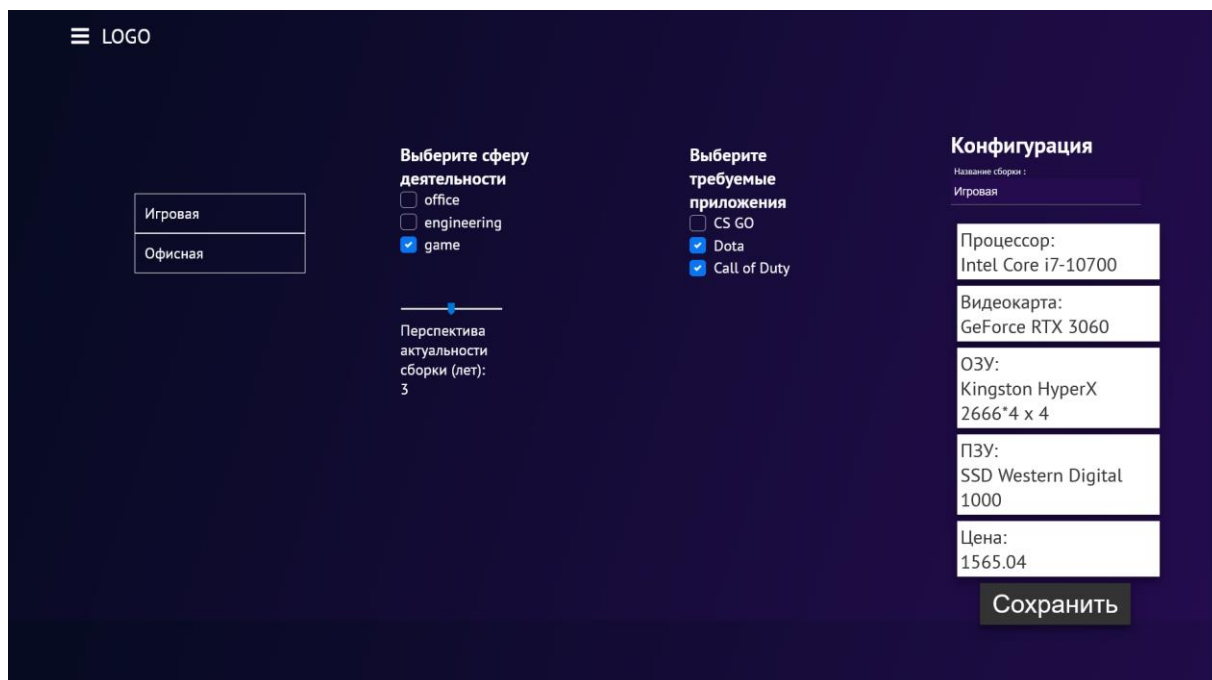 LOGO
Игровая
Офисная
Выберите сферу
деятельности
office
engineering
game
Перспектива
актуальности
сборки (лет):
3
Выберите
требуемые
приложения
CS GO
Dota
Call of Duty
Конфигурация
Название сборки :
Игровая
Процессор:
Intel Core i7-10700
Видеокарта:
GeForce RTX 3060
ОЗУ:
Kingston HyperX
2666*4 x 4
ПЗУ:
SSD Western Digital
1000
Цена:
1565.04
Сохранить